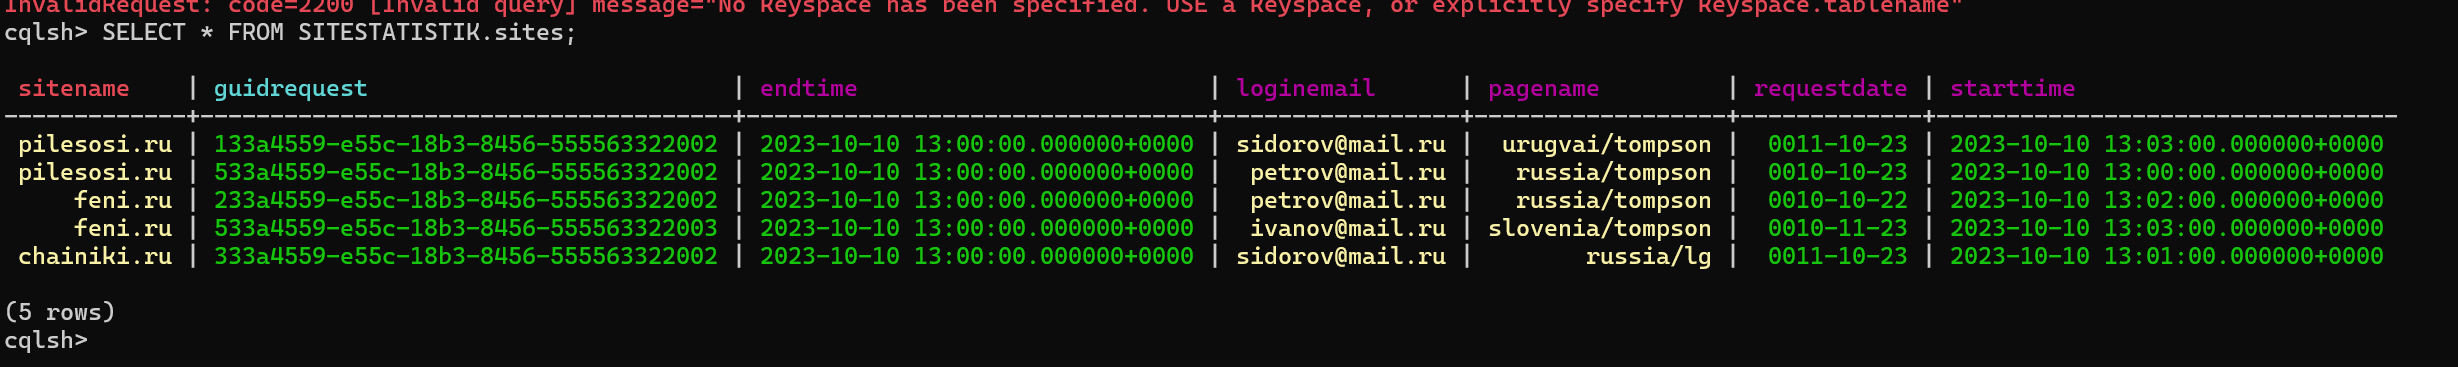 InvalidRequest: code=2200 [Invalid query] message="No keyspace has been specified. USE a keyspace, or explicitly specify keyspace.tablename"
cqlsh> SELECT * FROM SITESTATISTIK.sites;
 sitename    | guidrequest                          | endtime                         | loginemail      | pagename         | requestdate | starttime
-------------+--------------------------------------+---------------------------------+-----------------+------------------+-------------+---------------------------------
 pilesosi.ru | 133a4559-e55c-18b3-8456-555563322002 | 2023-10-10 13:00:00.000000+0000 | sidorov@mail.ru |  urugvai/tompson |  0011-10-23 | 2023-10-10 13:03:00.000000+0000
 pilesosi.ru | 533a4559-e55c-18b3-8456-555563322002 | 2023-10-10 13:00:00.000000+0000 |  petrov@mail.ru |   russia/tompson |  0010-10-23 | 2023-10-10 13:00:00.000000+0000
     feni.ru | 233a4559-e55c-18b3-8456-555563322002 | 2023-10-10 13:00:00.000000+0000 |  petrov@mail.ru |   russia/tompson |  0010-10-22 | 2023-10-10 13:02:00.000000+0000
     feni.ru | 533a4559-e55c-18b3-8456-555563322003 | 2023-10-10 13:00:00.000000+0000 |  ivanov@mail.ru | slovenia/tompson |  0010-11-23 | 2023-10-10 13:03:00.000000+0000
 chainiki.ru | 333a4559-e55c-18b3-8456-555563322002 | 2023-10-10 13:00:00.000000+0000 | sidorov@mail.ru |        russia/lg |  0011-10-23 | 2023-10-10 13:01:00.000000+0000
(5 rows)
cqlsh>